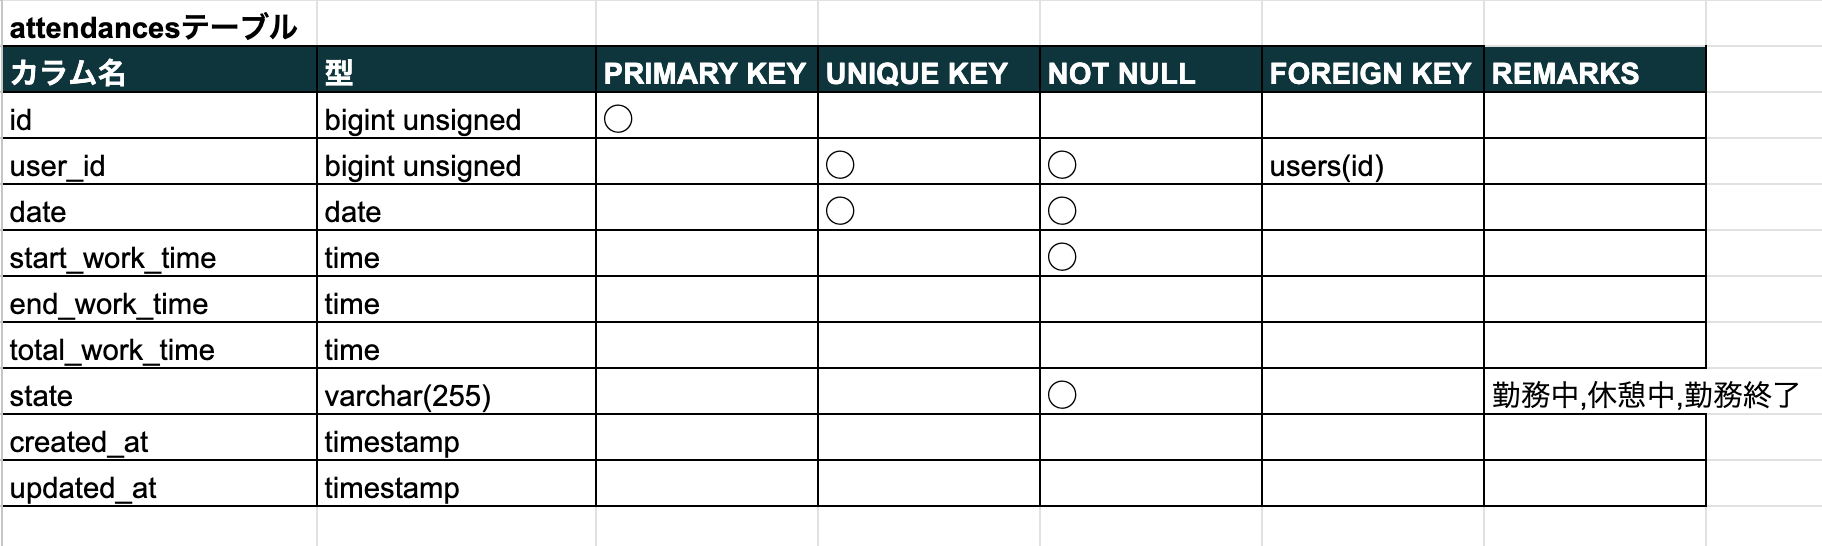 attendancesテーブル
カラム名 型 PRIMARY KEY UNIQUE KEY NOT NULL FOREIGN KEY REMARKS
id bigint unsigned ○
user_id bigint unsigned ○ ○ users(id)
date date ○ ○
start_work_time time ○
end_work_time time
total_work_time time
state varchar(255) ○ 勤務中,休憩中,勤務終了
created_at timestamp
updated_at timestamp